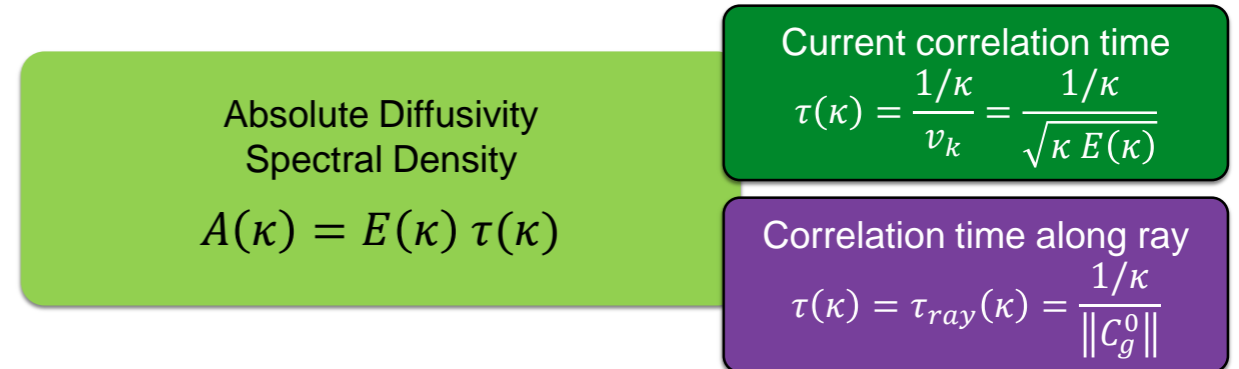 Absolute Diffusivity
Spectral Density
A(κ) = E(κ) τ(κ)
Current correlation time
τ(κ) = (1/κ)/v_k = (1/κ)/√(κ E(κ))
Correlation time along ray
τ(κ) = τ_ray(κ) = (1/κ)/‖C_g^0‖